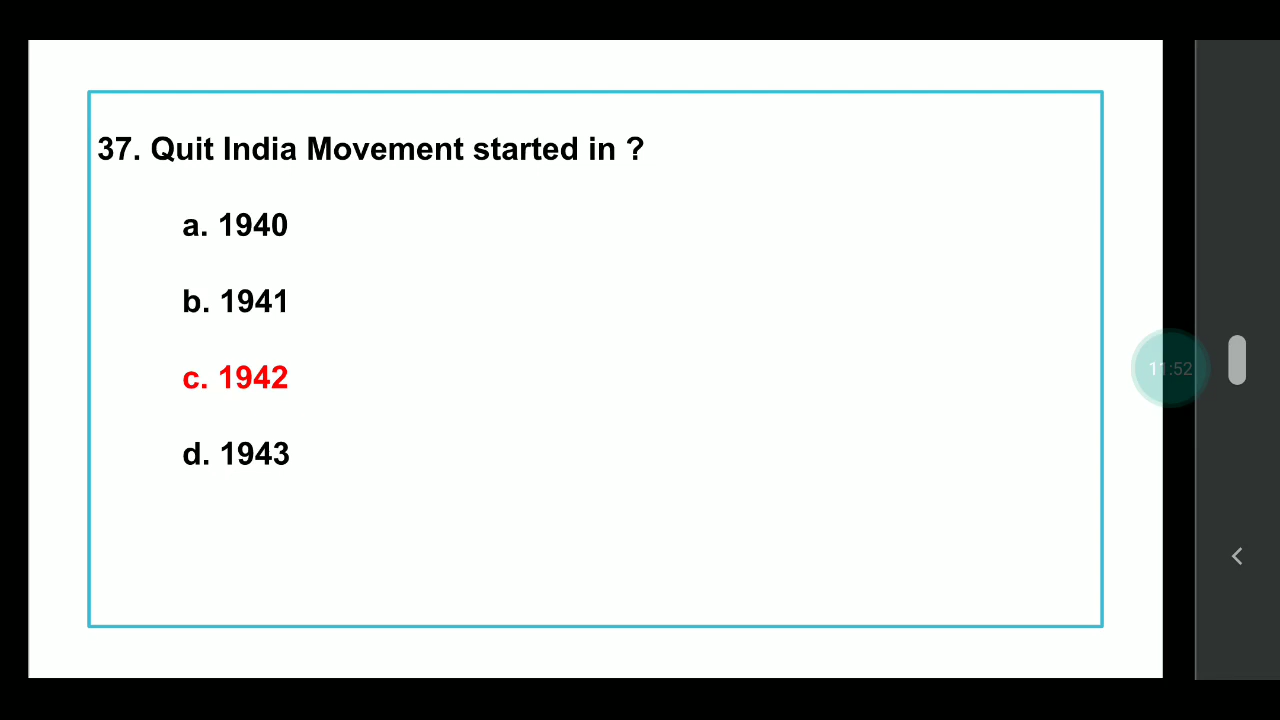 37. Quit India Movement started in ?
a. 1940
b. 1941
c. 1942
d. 1943
11:52